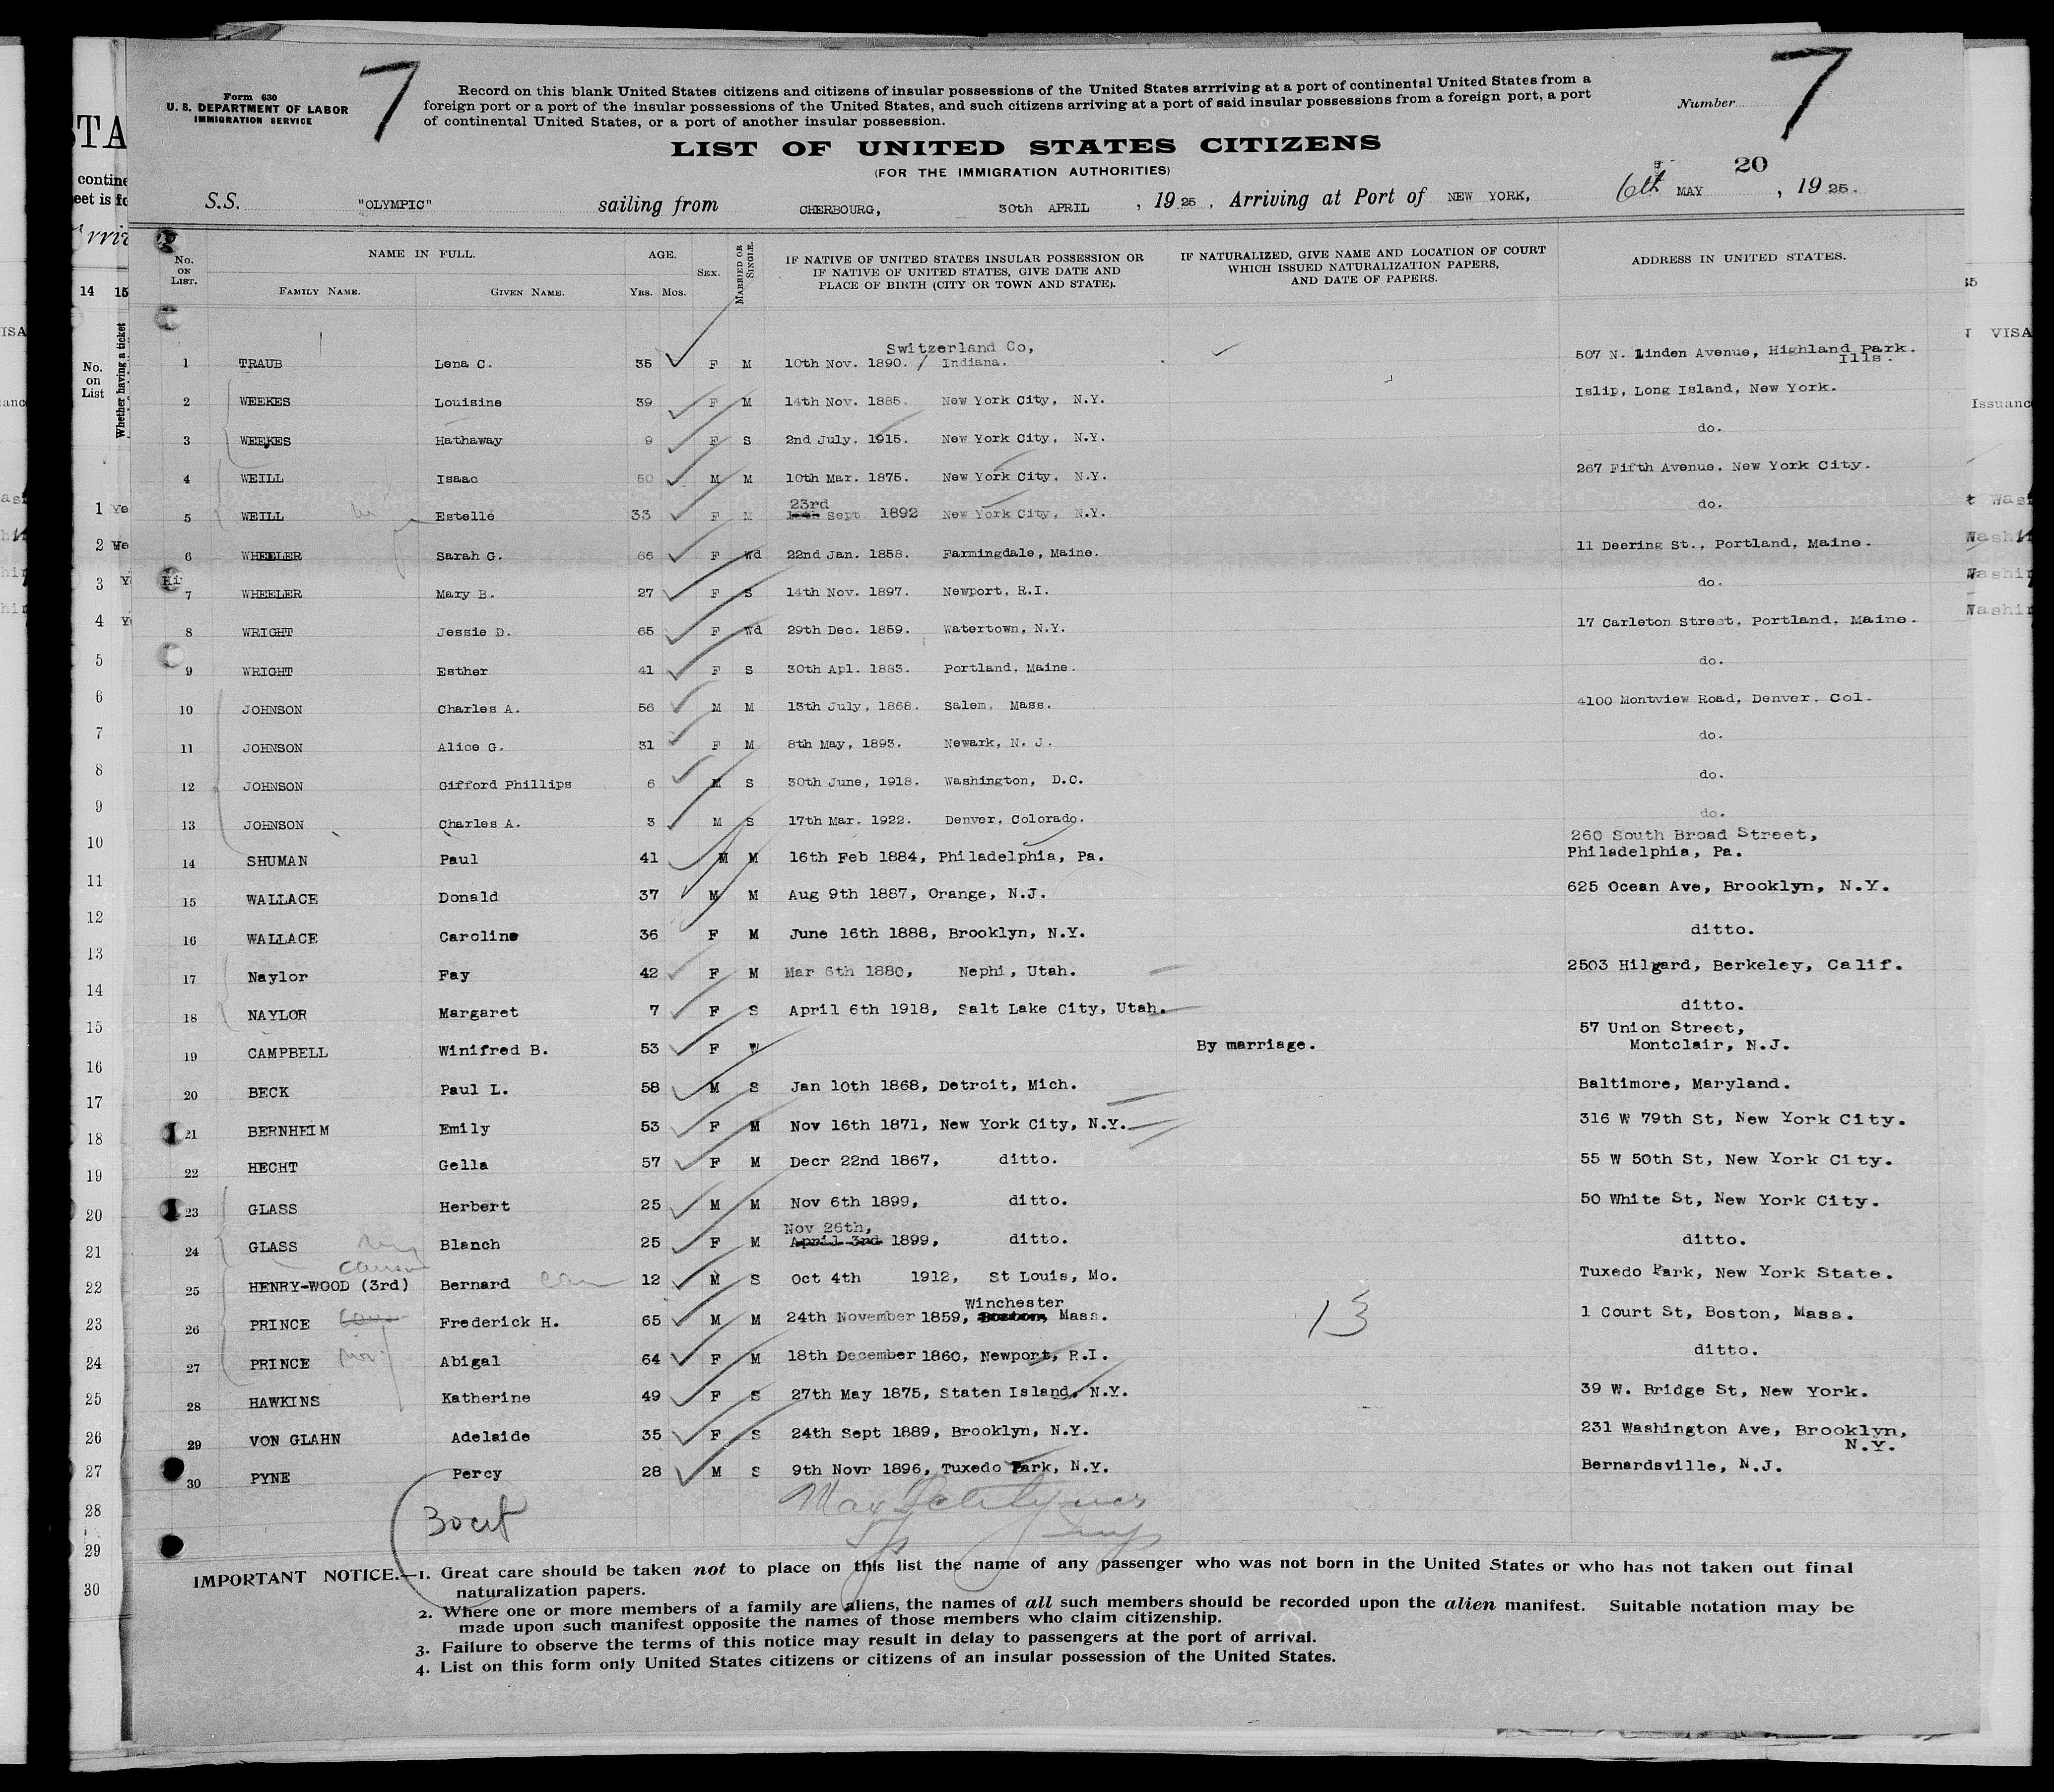 7
7
Form 630
U. S. DEPARTMENT OF LABOR
IMMIGRATION SERVICE
Record on this blank United States citizens and citizens of insular possessions of the United States arrriving at a port of continental United States from a
foreign port or a port of the insular possessions of the United States, and such citizens arriving at a port of said insular possessions from a foreign port, a port
of continental United States, or a port of another insular possession.
Number
LIST OF UNITED STATES CITIZENS
(FOR THE IMMIGRATION AUTHORITIES)
20
S.S. "OLYMPIC" sailing from CHERBOURG, 30th APRIL , 19 25 , Arriving at Port of NEW YORK, 6th MAY , 19 25.
No. ON LIST. NAME IN FULL. FAMILY NAME. GIVEN NAME. AGE. YRS. MOS. SEX. MARRIED OR SINGLE. IF NATIVE OF UNITED STATES INSULAR POSSESSION OR IF NATIVE OF UNITED STATES, GIVE DATE AND PLACE OF BIRTH (CITY OR TOWN AND STATE). IF NATURALIZED, GIVE NAME AND LOCATION OF COURT WHICH ISSUED NATURALIZATION PAPERS, AND DATE OF PAPERS. ADDRESS IN UNITED STATES.
Switzerland Co,
1 TRAUB Lena C. 35 F M 10th Nov. 1890. / Indiana. 507 N. Linden Avenue, Highland Park.
Ills.
2 WEEKES Louisine 39 F M 14th Nov. 1885. New York City, N.Y. Islip, Long Island, New York.
3 WEEKES Hathaway 9 F S 2nd July, 1915. New York City, N.Y. do.
4 WEILL Isaac 50 M M 10th Mar. 1875. New York City, N.Y. 267 Fifth Avenue, New York City.
23rd
5 WEILL Estelle 33 F M Sept 1892 New York City, N.Y. do.
6 WHEELER Sarah G. 66 F Wd 22nd Jan. 1858. Farmingdale, Maine. 11 Deering St., Portland, Maine.
7 WHEELER Mary B. 27 F S 14th Nov. 1897. Newport, R.I. do.
8 WRIGHT Jessie D. 65 F Wd 29th Dec. 1859. Watertown, N.Y. 17 Carleton Street, Portland, Maine.
9 WRIGHT Esther 41 F S 30th Apl. 1883. Portland, Maine. do.
10 JOHNSON Charles A. 56 M M 13th July, 1868. Salem, Mass. 4100 Montview Road, Denver, Col.
11 JOHNSON Alice G. 31 F M 8th May, 1893. Newark, N. J. do.
12 JOHNSON Gifford Phillips 6 M S 30th June, 1918. Washington, D.C. do.
13 JOHNSON Charles A. 3 M S 17th Mar. 1922. Denver, Colorado. do.
260 South Broad Street,
14 SHUMAN Paul 41 M M 16th Feb 1884, Philadelphia, Pa. Philadelphia, Pa.
15 WALLACE Donald 37 M M Aug 9th 1887, Orange, N.J. 625 Ocean Ave, Brooklyn, N.Y.
16 WALLACE Caroline 36 F M June 16th 1888, Brooklyn, N.Y. ditto.
17 Naylor Fay 42 F M Mar 6th 1880, Nephi, Utah. 2503 Hilgard, Berkeley, Calif.
18 NAYLOR Margaret 7 F S April 6th 1918, Salt Lake City, Utah. ditto.
57 Union Street,
19 CAMPBELL Winifred B. 53 F W By marriage. Montclair, N.J.
20 BECK Paul L. 58 M S Jan 10th 1868, Detroit, Mich. Baltimore, Maryland.
21 BERNHEIM Emily 53 F M Nov 16th 1871, New York City, N.Y. 316 W 79th St, New York City.
22 HECHT Gella 57 F M Decr 22nd 1867, ditto. 55 W 50th St, New York City.
23 GLASS Herbert 25 M M Nov 6th 1899, ditto. 50 White St, New York City.
Nov 26th,
24 GLASS Blanch 25 F M April 3rd 1899, ditto. ditto.
25 HENRY-WOOD (3rd) Bernard 12 M S Oct 4th 1912, St Louis, Mo. Tuxedo Park, New York State.
Winchester
26 PRINCE Frederick H. 65 M M 24th November 1859, Boston, Mass. 13 1 Court St, Boston, Mass.
27 PRINCE Abigal 64 F M 18th December 1860, Newport, R.I. ditto.
28 HAWKINS Katherine 49 F S 27th May 1875, Staten Island, N.Y. 39 W. Bridge St, New York.
29 VON GLAHN Adelaide 35 F S 24th Sept 1889, Brooklyn, N.Y. 231 Washington Ave, Brooklyn,
N.Y.
30 PYNE Percy 28 M S 9th Novr 1896, Tuxedo Park, N.Y. Bernardsville, N.J.
30 cit
IMPORTANT NOTICE.—1. Great care should be taken not to place on this list the name of any passenger who was not born in the United States or who has not taken out final
naturalization papers.
2. Where one or more members of a family are aliens, the names of all such members should be recorded upon the alien manifest. Suitable notation may be
made upon such manifest opposite the names of those members who claim citizenship.
3. Failure to observe the terms of this notice may result in delay to passengers at the port of arrival.
4. List on this form only United States citizens or citizens of an insular possession of the United States.